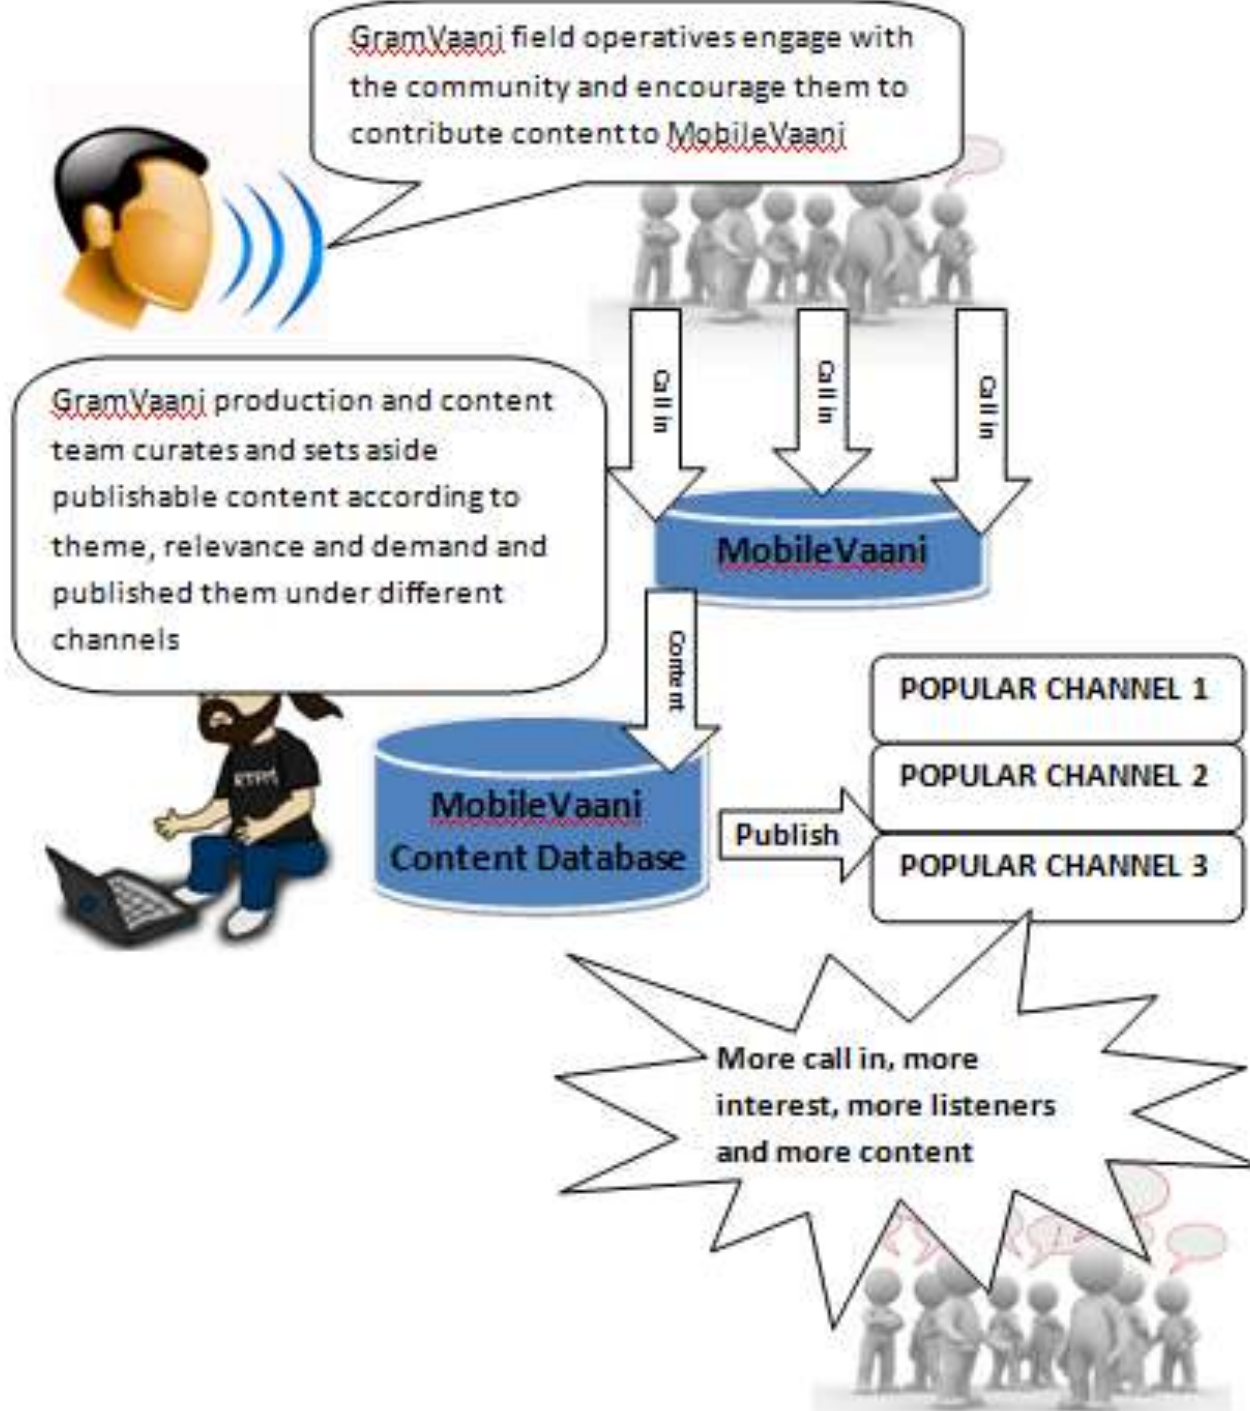 GramVaani field operatives engage with
the community and encourage them to
contribute content to MobileVaani
Call in
Call in
Call in
GramVaani production and content
team curates and sets aside
publishable content according to
theme, relevance and demand and
published them under different
channels
MobileVaani
Content
RTFM
MobileVaani
Content Database
Publish
POPULAR CHANNEL 1
POPULAR CHANNEL 2
POPULAR CHANNEL 3
More call in, more
interest, more listeners
and more content